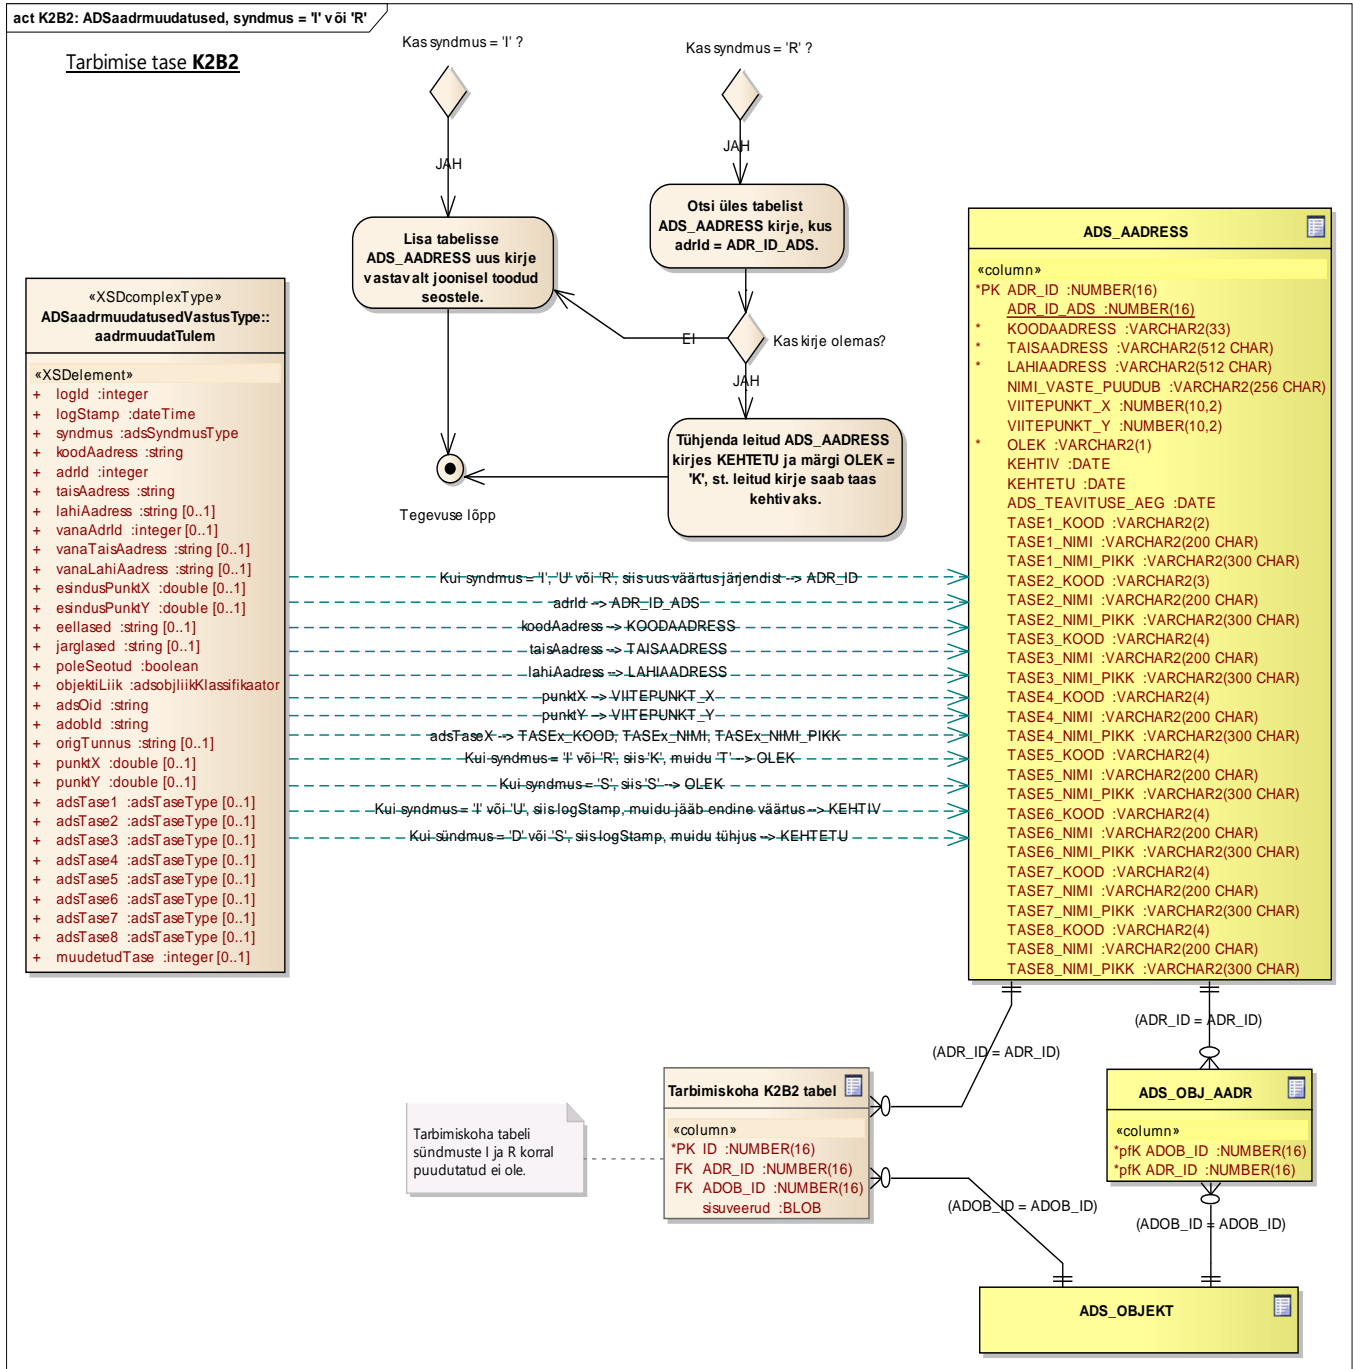 act K2B2: ADSaadrmuudatused, syndmus = 'I' või 'R'
Tarbimise tase K2B2
Kas syndmus = 'I' ?
Kas syndmus = 'R' ?
JAH
JAH
Lisa tabelisse
ADS_AADRESS uus kirje
vastavalt joonisel toodud
seostele.
Otsi üles tabelist
ADS_AADRESS kirje, kus
adrId = ADR_ID_ADS.
EI
Kas kirje olemas?
JAH
Tühjenda leitud ADS_AADRESS
kirjes KEHTETU ja märgi OLEK =
'K', st. leitud kirje saab taas
kehtivaks.
Tegevuse lõpp
«XSDcomplexType»
ADSaadrmuudatusedVastusType::
aadrmuudatTulem
«XSDelement»
+ logId :integer
+ logStamp :dateTime
+ syndmus :adsSyndmusType
+ koodAadress :string
+ adrId :integer
+ taisAadress :string
+ lahiAadress :string [0..1]
+ vanaAdrId :integer [0..1]
+ vanaTaisAadress :string [0..1]
+ vanaLahiAadress :string [0..1]
+ esindusPunktX :double [0..1]
+ esindusPunktY :double [0..1]
+ eellased :string [0..1]
+ jarglased :string [0..1]
+ poleSeotud :boolean
+ objektiLiik :adsobjliikKlassifikaator
+ adsOid :string
+ adobId :string
+ origTunnus :string [0..1]
+ punktX :double [0..1]
+ punktY :double [0..1]
+ adsTase1 :adsTaseType [0..1]
+ adsTase2 :adsTaseType [0..1]
+ adsTase3 :adsTaseType [0..1]
+ adsTase4 :adsTaseType [0..1]
+ adsTase5 :adsTaseType [0..1]
+ adsTase6 :adsTaseType [0..1]
+ adsTase7 :adsTaseType [0..1]
+ adsTase8 :adsTaseType [0..1]
+ muudetudTase :integer [0..1]
Kui syndmus = 'I', 'U' või 'R', siis uus väärtus järjendist --> ADR_ID
adrId --> ADR_ID_ADS
koodAadress --> KOODAADRESS
taisAadress --> TAISAADRESS
lahiAadress --> LAHIAADRESS
punktX --> VIITEPUNKT_X
punktY --> VIITEPUNKT_Y
adsTaseX --> TASEx_KOOD, TASEx_NIMI, TASEx_NIMI_PIKK
Kui syndmus = 'I' või 'R', siis 'K', muidu 'T' --> OLEK
Kui syndmus = 'S', siis 'S' --> OLEK
Kui syndmus = 'I' või 'U', siis logStamp, muidu jääb endine väärtus --> KEHTIV
Kui sündmus = 'D' või 'S', siis logStamp, muidu tühjus --> KEHTETU
ADS_AADRESS
«column»
*PK ADR_ID :NUMBER(16)
ADR_ID_ADS :NUMBER(16)
* KOODAADRESS :VARCHAR2(33)
* TAISAADRESS :VARCHAR2(512 CHAR)
* LAHIAADRESS :VARCHAR2(512 CHAR)
NIMI_VASTE_PUUDUB :VARCHAR2(256 CHAR)
VIITEPUNKT_X :NUMBER(10,2)
VIITEPUNKT_Y :NUMBER(10,2)
* OLEK :VARCHAR2(1)
KEHTIV :DATE
KEHTETU :DATE
ADS_TEAVITUSE_AEG :DATE
TASE1_KOOD :VARCHAR2(2)
TASE1_NIMI :VARCHAR2(200 CHAR)
TASE1_NIMI_PIKK :VARCHAR2(300 CHAR)
TASE2_KOOD :VARCHAR2(3)
TASE2_NIMI :VARCHAR2(200 CHAR)
TASE2_NIMI_PIKK :VARCHAR2(300 CHAR)
TASE3_KOOD :VARCHAR2(4)
TASE3_NIMI :VARCHAR2(200 CHAR)
TASE3_NIMI_PIKK :VARCHAR2(300 CHAR)
TASE4_KOOD :VARCHAR2(4)
TASE4_NIMI :VARCHAR2(200 CHAR)
TASE4_NIMI_PIKK :VARCHAR2(300 CHAR)
TASE5_KOOD :VARCHAR2(4)
TASE5_NIMI :VARCHAR2(200 CHAR)
TASE5_NIMI_PIKK :VARCHAR2(300 CHAR)
TASE6_KOOD :VARCHAR2(4)
TASE6_NIMI :VARCHAR2(200 CHAR)
TASE6_NIMI_PIKK :VARCHAR2(300 CHAR)
TASE7_KOOD :VARCHAR2(4)
TASE7_NIMI :VARCHAR2(200 CHAR)
TASE7_NIMI_PIKK :VARCHAR2(300 CHAR)
TASE8_KOOD :VARCHAR2(4)
TASE8_NIMI :VARCHAR2(200 CHAR)
TASE8_NIMI_PIKK :VARCHAR2(300 CHAR)
(ADR_ID = ADR_ID)
(ADR_ID = ADR_ID)
Tarbimiskoha tabeli
sündmuste I ja R korral
puudutatud ei ole.
Tarbimiskoha K2B2 tabel
«column»
*PK ID :NUMBER(16)
FK ADR_ID :NUMBER(16)
FK ADOB_ID :NUMBER(16)
sisuveerud :BLOB
ADS_OBJ_AADR
«column»
*pfK ADOB_ID :NUMBER(16)
*pfK ADR_ID :NUMBER(16)
(ADOB_ID = ADOB_ID)
(ADOB_ID = ADOB_ID)
ADS_OBJEKT